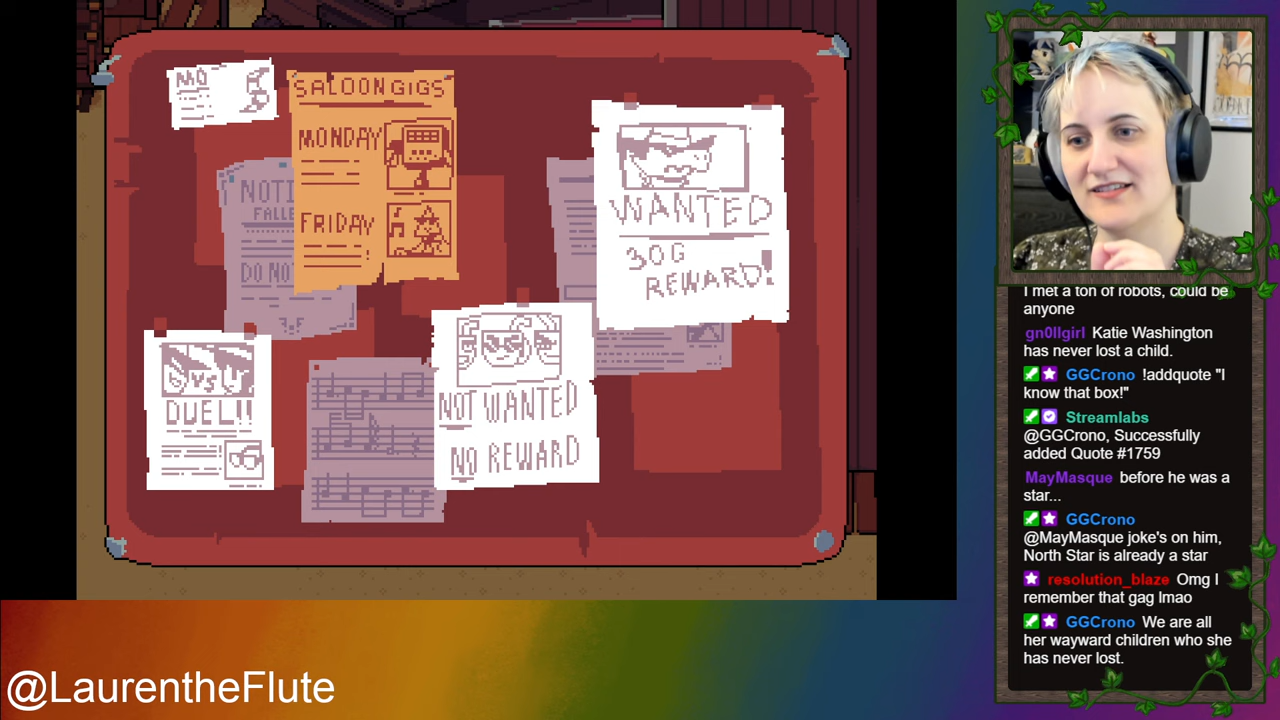 MO
SALOON GIGS
MONDAY
FRIDAY
!
NOTI
FALLE
DO NO
WANTED
30G
REWARD!
VS
DUEL!!
NOT WANTED
NO REWARD
I met a ton of robots, could be
anyone
gn0llgirl Katie Washington
has never lost a child.
GGCrono !addquote "I
know that box!"
Streamlabs
@GGCrono, Successfully
added Quote #1759
MayMasque before he was a
star...
GGCrono
@MayMasque joke's on him,
North Star is already a star
resolution_blaze Omg I
remember that gag lmao
GGCrono We are all
her wayward children who she
has never lost.
@LaurentheFlute